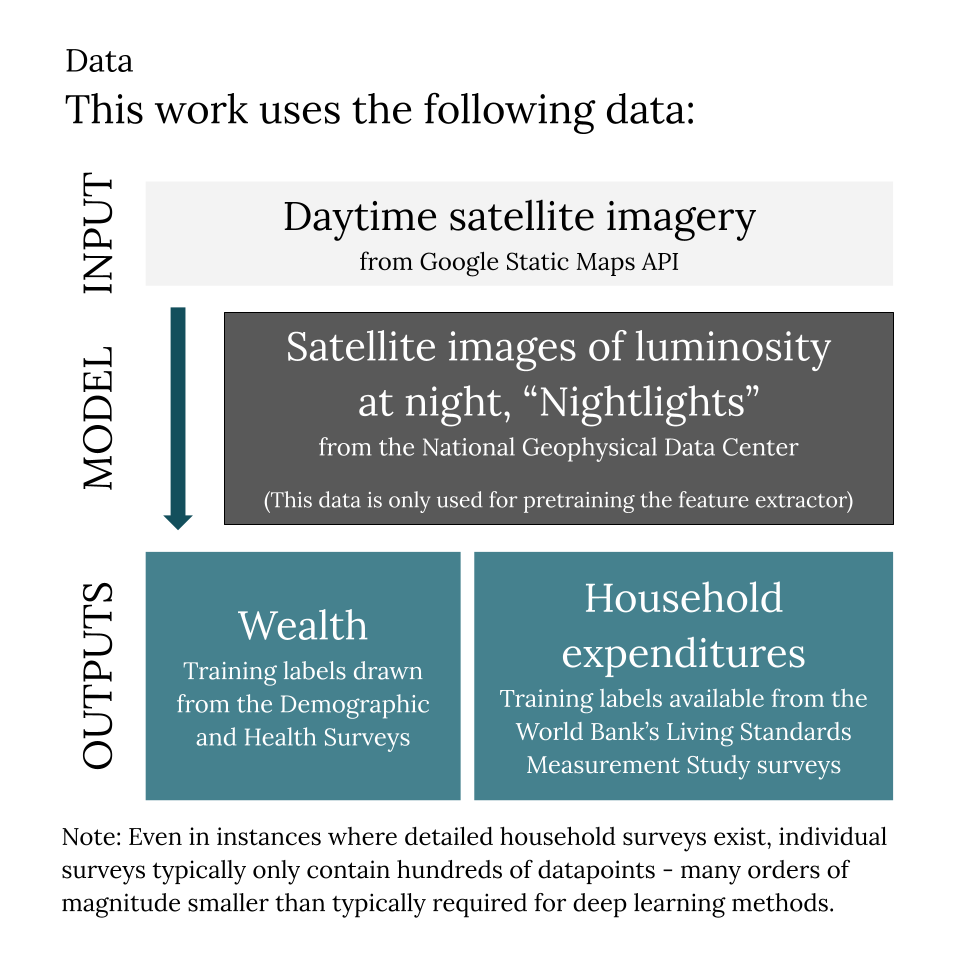 Data
This work uses the following data:
INPUT
Daytime satellite imagery
from Google Static Maps API
MODEL
Satellite images of luminosity
at night, “Nightlights”
from the National Geophysical Data Center
(This data is only used for pretraining the feature extractor)
OUTPUTS
Wealth
Training labels drawn
from the Demographic
and Health Surveys
Household
expenditures
Training labels available from the
World Bank’s Living Standards
Measurement Study surveys
Note: Even in instances where detailed household surveys exist, individual
surveys typically only contain hundreds of datapoints - many orders of
magnitude smaller than typically required for deep learning methods.